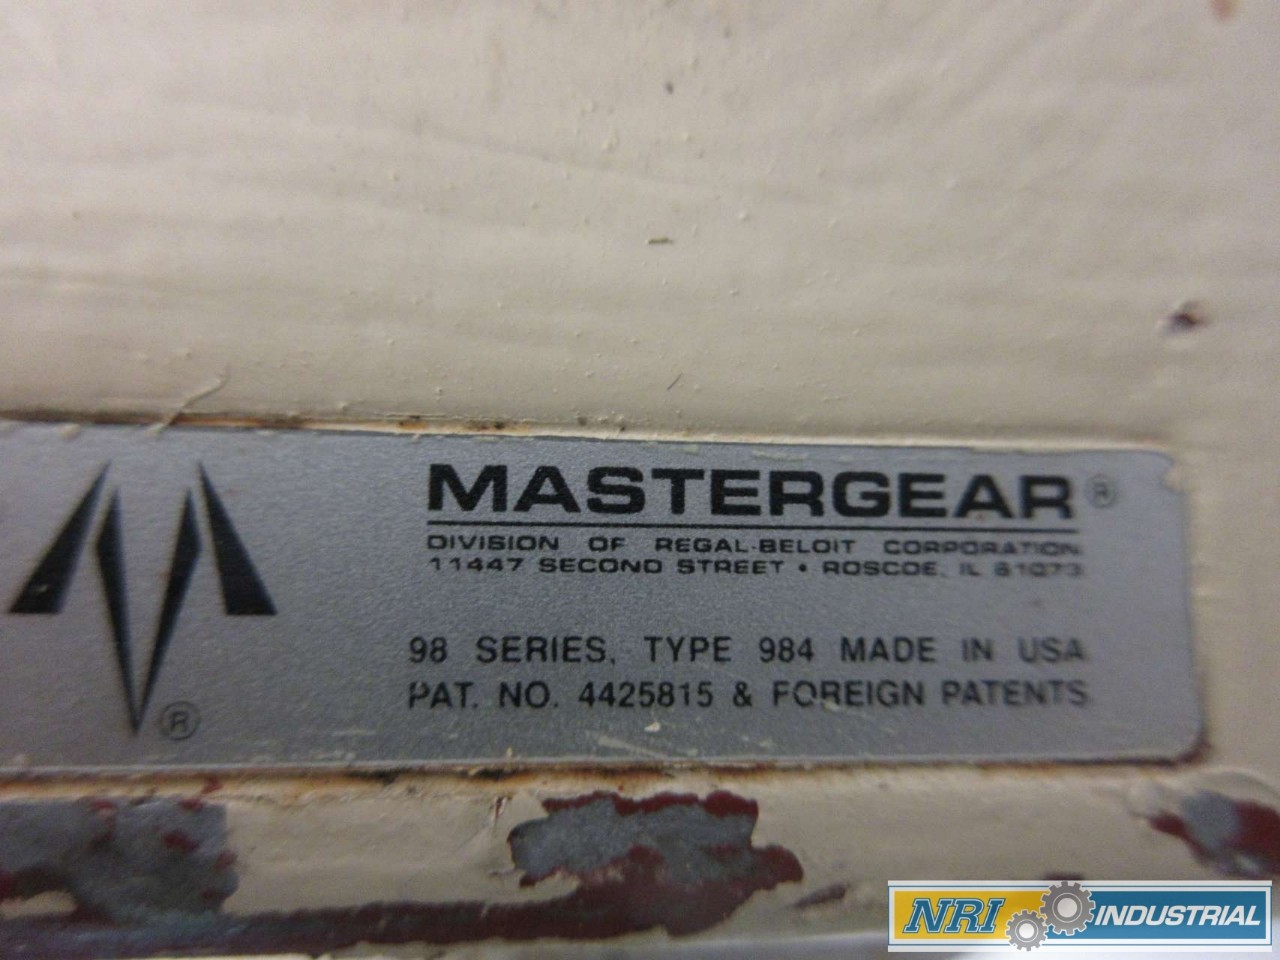 MASTERGEAR®
DIVISION OF REGAL-BELOIT CORPORATION
11447 SECOND STREET • ROSCOE, IL 61073
98 SERIES, TYPE 984 MADE IN USA
PAT. NO. 4425815 & FOREIGN PATENTS
®
NRI INDUSTRIAL